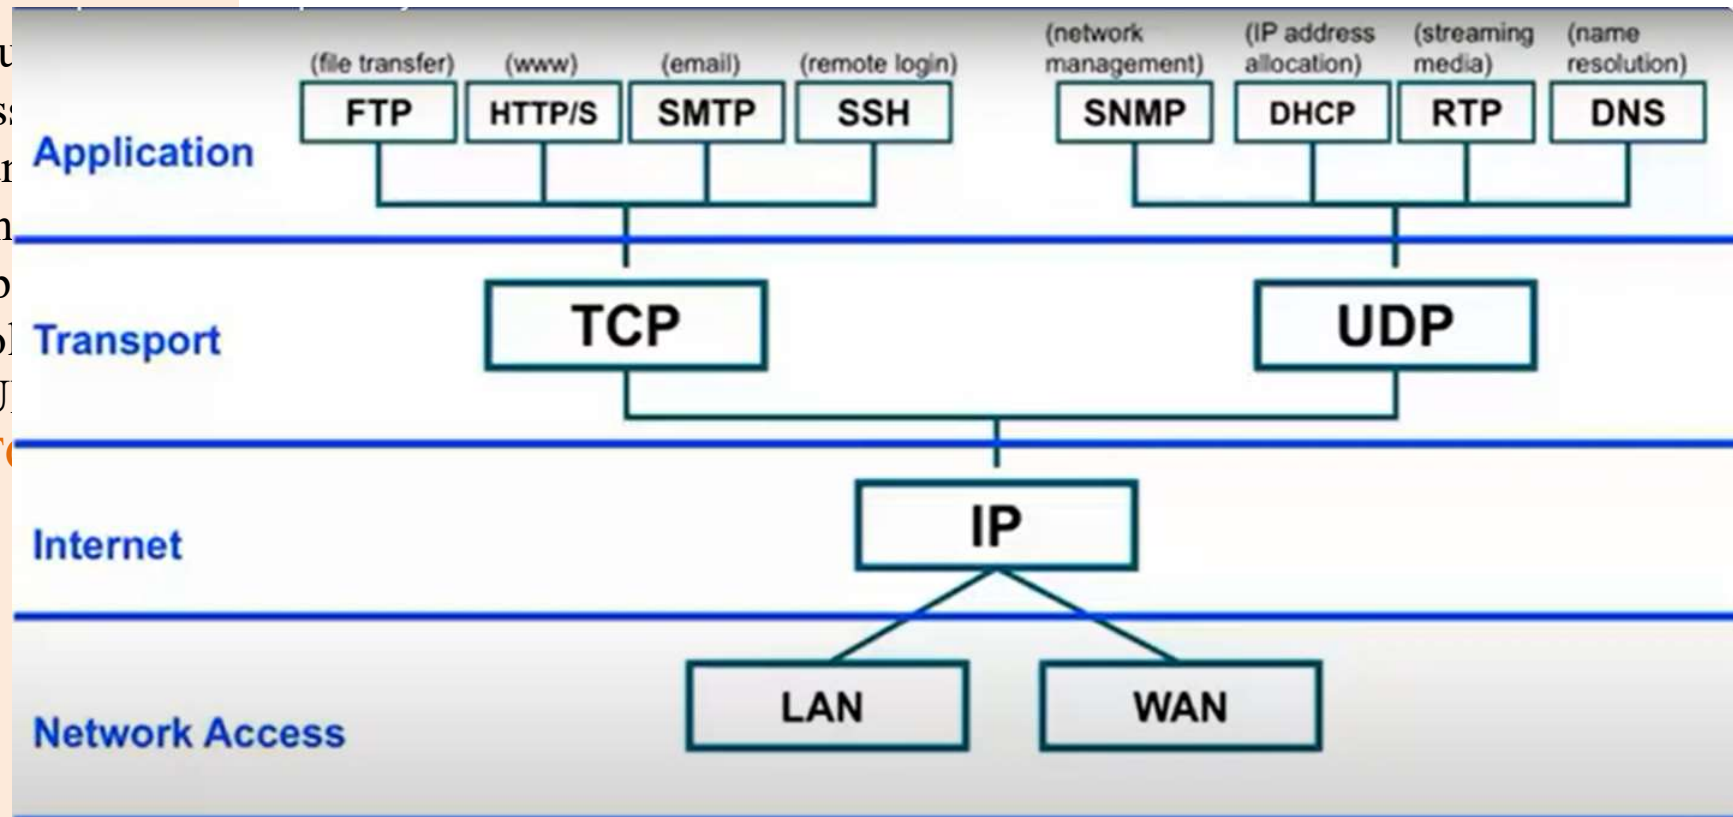 (file transfer) (www) (email) (remote login) (network management) (IP address allocation) (streaming media) (name resolution)
FTP HTTP/S SMTP SSH SNMP DHCP RTP DNS
Application
Transport TCP UDP
Internet IP
Network Access LAN WAN